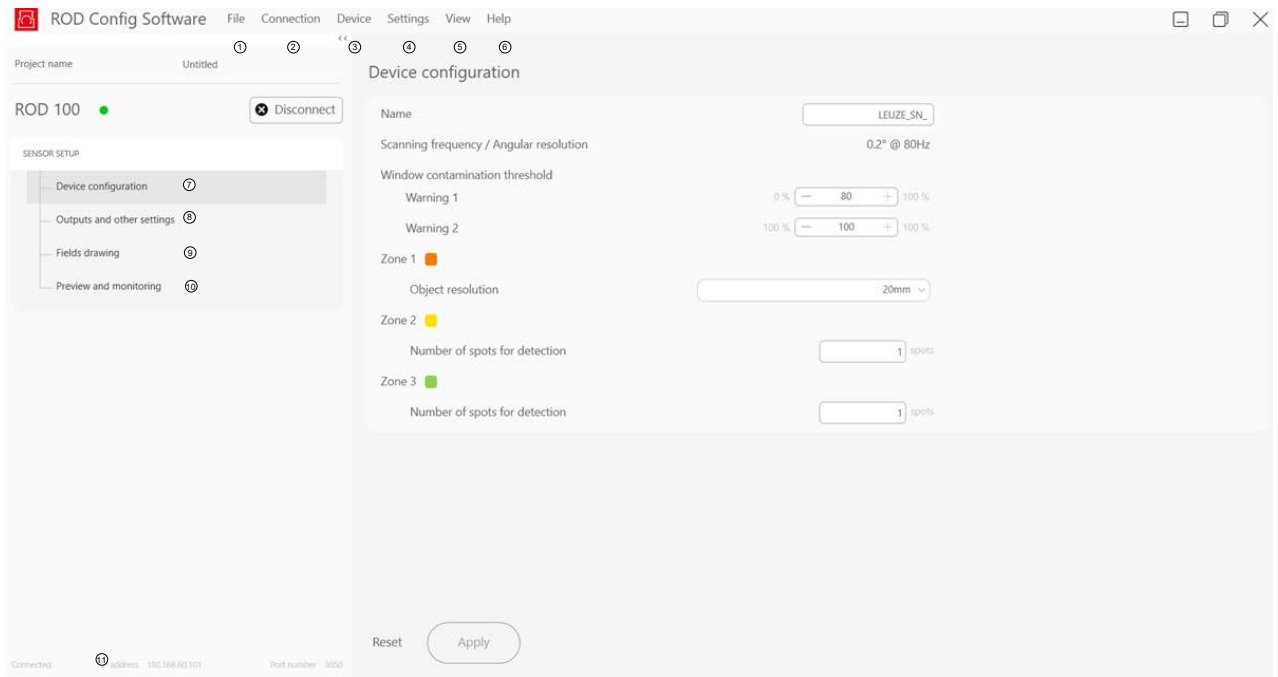 ROD Config Software File Connection Device Settings View Help
① ② << ③ ④ ⑤ ⑥
Project name Untitled
Device configuration
ROD 100 Disconnect
Name LEUZE_SN_
Scanning frequency / Angular resolution 0.2° @ 80Hz
SENSOR SETUP
Window contamination threshold
Device configuration ⑦
Warning 1 0 % — 80 + 100 %
Outputs and other settings ⑧
Warning 2 100 % — 100 + 100 %
Fields drawing ⑨
Zone 1
Preview and monitoring ⑩
Object resolution 20mm
Zone 2
Number of spots for detection 1 spots
Zone 3
Number of spots for detection 1 spots
Reset Apply
Connected ⑪ address: 192.168.60.101 Port number 3050